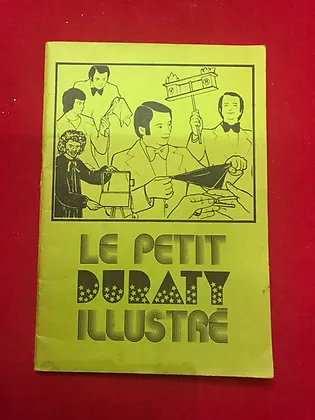 LE PETIT
DURATY
ILLUSTRÉ